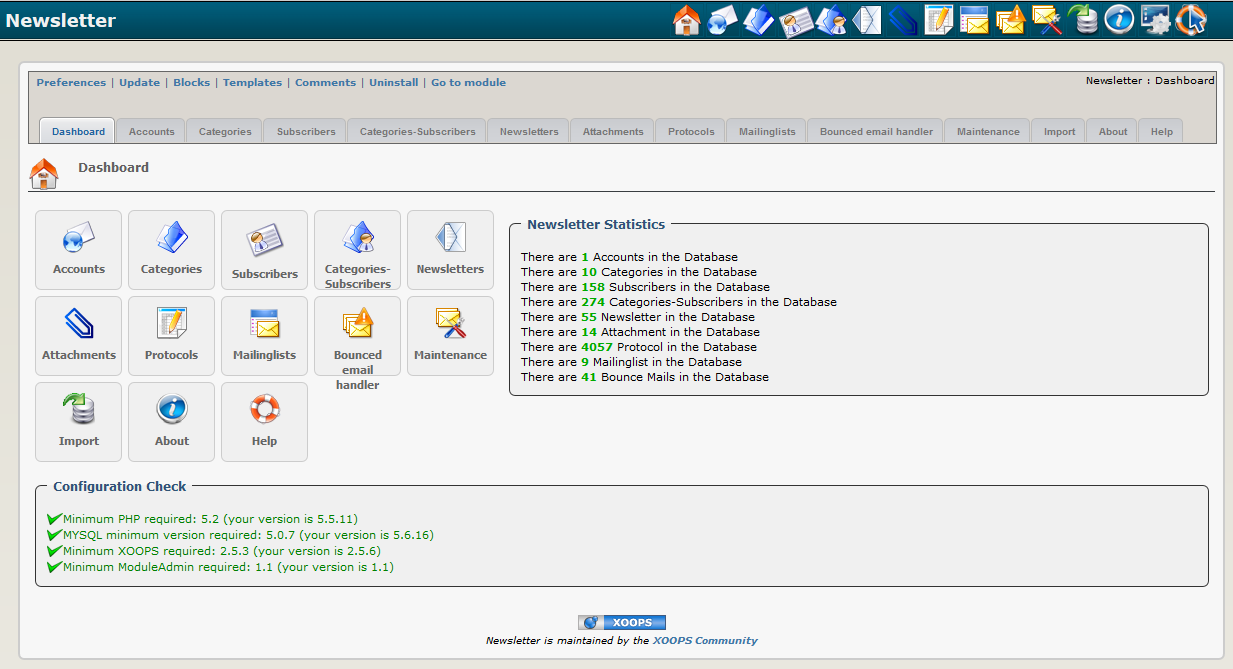 Newsletter
Preferences | Update | Blocks | Templates | Comments | Uninstall | Go to module
Newsletter : Dashboard
Dashboard Accounts Categories Subscribers Categories-Subscribers Newsletters Attachments Protocols Mailinglists Bounced email handler Maintenance Import About Help
Dashboard
Accounts
Categories
Subscribers
Categories-
Subscribers
Newsletters
Attachments
Protocols
Mailinglists
Bounced
email
handler
Maintenance
Import
About
Help
Newsletter Statistics
There are 1 Accounts in the Database
There are 10 Categories in the Database
There are 158 Subscribers in the Database
There are 274 Categories-Subscribers in the Database
There are 55 Newsletter in the Database
There are 14 Attachment in the Database
There are 4057 Protocol in the Database
There are 9 Mailinglist in the Database
There are 41 Bounce Mails in the Database
Configuration Check
Minimum PHP required: 5.2 (your version is 5.5.11)
MYSQL minimum version required: 5.0.7 (your version is 5.6.16)
Minimum XOOPS required: 2.5.3 (your version is 2.5.6)
Minimum ModuleAdmin required: 1.1 (your version is 1.1)
XOOPS
Newsletter is maintained by the XOOPS Community